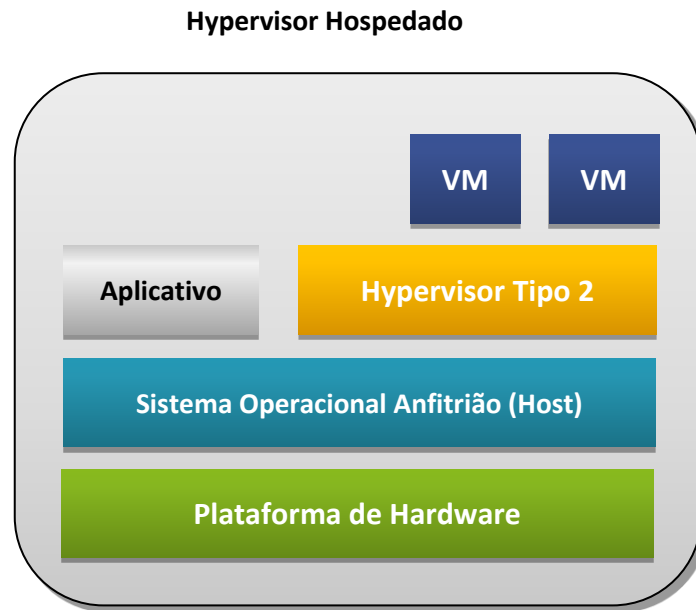 Hypervisor Hospedado
VM VM
Aplicativo Hypervisor Tipo 2
Sistema Operacional Anfitrião (Host)
Plataforma de Hardware